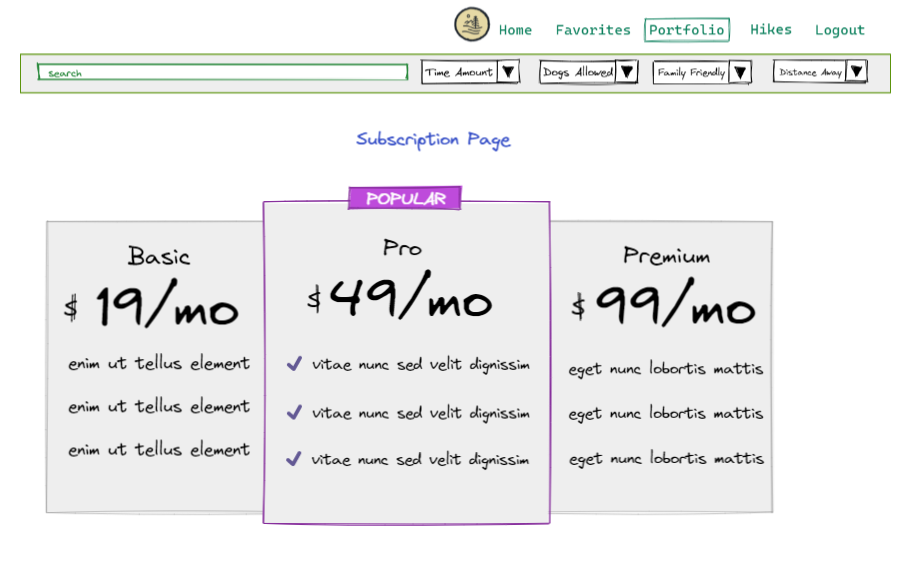 Home Favorites Portfolio Hikes Logout
search Time Amount Dogs Allowed Family Friendly Distance Away
Subscription Page
POPULAR
Basic
$ 19/mo
enim ut tellus element
enim ut tellus element
enim ut tellus element
Pro
$ 49/mo
vitae nunc sed velit dignissim
vitae nunc sed velit dignissim
vitae nunc sed velit dignissim
Premium
$ 99/mo
eget nunc lobortis mattis
eget nunc lobortis mattis
eget nunc lobortis mattis